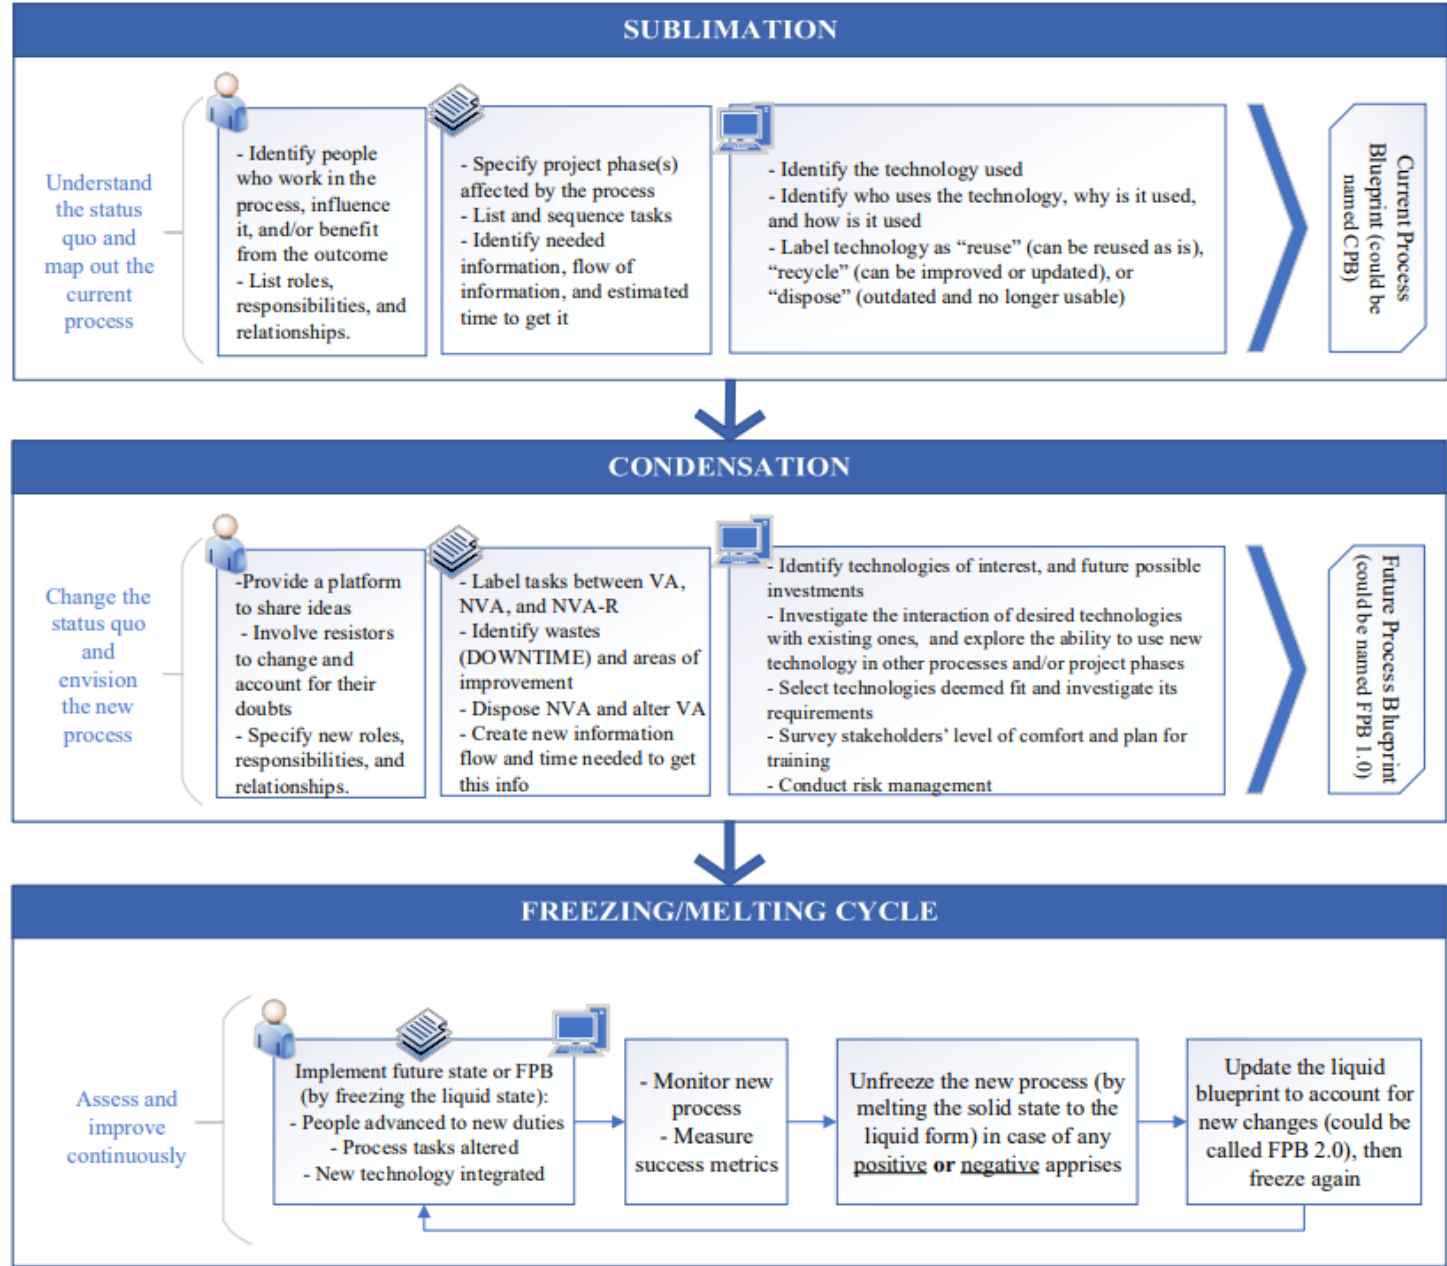 SUBLIMATION
Understand
the status
quo and
map out the
current
process
- Identify people
who work in the
process, influence
it, and/or benefit
from the outcome
- List roles,
responsibilities, and
relationships.
- Specify project phase(s)
affected by the process
- List and sequence tasks
- Identify needed
information, flow of
information, and estimated
time to get it
- Identify the technology used
- Identify who uses the technology, why is it used,
and how is it used
- Label technology as “reuse” (can be reused as is),
“recycle” (can be improved or updated), or
“dispose” (outdated and no longer usable)
Current Process
Blueprint (could be
named CPB)
CONDENSATION
Change the
status quo
and
envision
the new
process
-Provide a platform
to share ideas
- Involve resistors
to change and
account for their
doubts
- Specify new roles,
responsibilities, and
relationships.
- Label tasks between VA,
NVA, and NVA-R
- Identify wastes
(DOWNTIME) and areas of
improvement
- Dispose NVA and alter VA
- Create new information
flow and time needed to get
this info
- Identify technologies of interest, and future possible
investments
- Investigate the interaction of desired technologies
with existing ones, and explore the ability to use new
technology in other processes and/or project phases
- Select technologies deemed fit and investigate its
requirements
- Survey stakeholders’ level of comfort and plan for
training
- Conduct risk management
Future Process Blueprint
(could be named FPB 1.0)
FREEZING/MELTING CYCLE
Assess and
improve
continuously
Implement future state or FPB
(by freezing the liquid state):
- People advanced to new duties
- Process tasks altered
- New technology integrated
- Monitor new
process
- Measure
success metrics
Unfreeze the new process (by
melting the solid state to the
liquid form) in case of any
positive or negative apprises
Update the liquid
blueprint to account for
new changes (could be
called FPB 2.0), then
freeze again